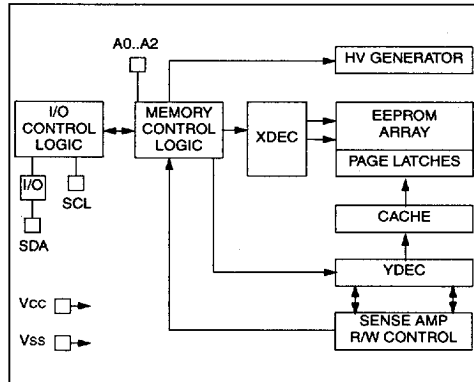 A0..A2
HV GENERATOR
I/O
CONTROL
LOGIC
MEMORY
CONTROL
LOGIC
XDEC
EEPROM
ARRAY
PAGE LATCHES
I/O
SCL
SDA
CACHE
YDEC
Vcc
Vss
SENSE AMP
R/W CONTROL